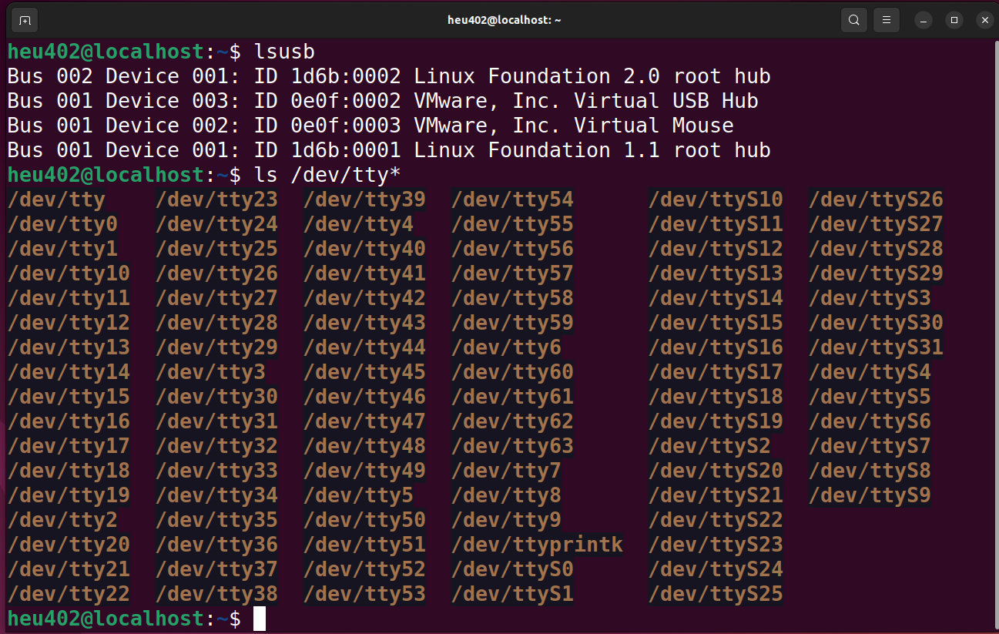 heu402@localhost: ~
heu402@localhost:~$ lsusb
Bus 002 Device 001: ID 1d6b:0002 Linux Foundation 2.0 root hub
Bus 001 Device 003: ID 0e0f:0002 VMware, Inc. Virtual USB Hub
Bus 001 Device 002: ID 0e0f:0003 VMware, Inc. Virtual Mouse
Bus 001 Device 001: ID 1d6b:0001 Linux Foundation 1.1 root hub
heu402@localhost:~$ ls /dev/tty*
/dev/tty /dev/tty23 /dev/tty39 /dev/tty54 /dev/ttyS10 /dev/ttyS26
/dev/tty0 /dev/tty24 /dev/tty4 /dev/tty55 /dev/ttyS11 /dev/ttyS27
/dev/tty1 /dev/tty25 /dev/tty40 /dev/tty56 /dev/ttyS12 /dev/ttyS28
/dev/tty10 /dev/tty26 /dev/tty41 /dev/tty57 /dev/ttyS13 /dev/ttyS29
/dev/tty11 /dev/tty27 /dev/tty42 /dev/tty58 /dev/ttyS14 /dev/ttyS3
/dev/tty12 /dev/tty28 /dev/tty43 /dev/tty59 /dev/ttyS15 /dev/ttyS30
/dev/tty13 /dev/tty29 /dev/tty44 /dev/tty6 /dev/ttyS16 /dev/ttyS31
/dev/tty14 /dev/tty3 /dev/tty45 /dev/tty60 /dev/ttyS17 /dev/ttyS4
/dev/tty15 /dev/tty30 /dev/tty46 /dev/tty61 /dev/ttyS18 /dev/ttyS5
/dev/tty16 /dev/tty31 /dev/tty47 /dev/tty62 /dev/ttyS19 /dev/ttyS6
/dev/tty17 /dev/tty32 /dev/tty48 /dev/tty63 /dev/ttyS2 /dev/ttyS7
/dev/tty18 /dev/tty33 /dev/tty49 /dev/tty7 /dev/ttyS20 /dev/ttyS8
/dev/tty19 /dev/tty34 /dev/tty5 /dev/tty8 /dev/ttyS21 /dev/ttyS9
/dev/tty2 /dev/tty35 /dev/tty50 /dev/tty9 /dev/ttyS22
/dev/tty20 /dev/tty36 /dev/tty51 /dev/ttyprintk /dev/ttyS23
/dev/tty21 /dev/tty37 /dev/tty52 /dev/ttyS0 /dev/ttyS24
/dev/tty22 /dev/tty38 /dev/tty53 /dev/ttyS1 /dev/ttyS25
heu402@localhost:~$